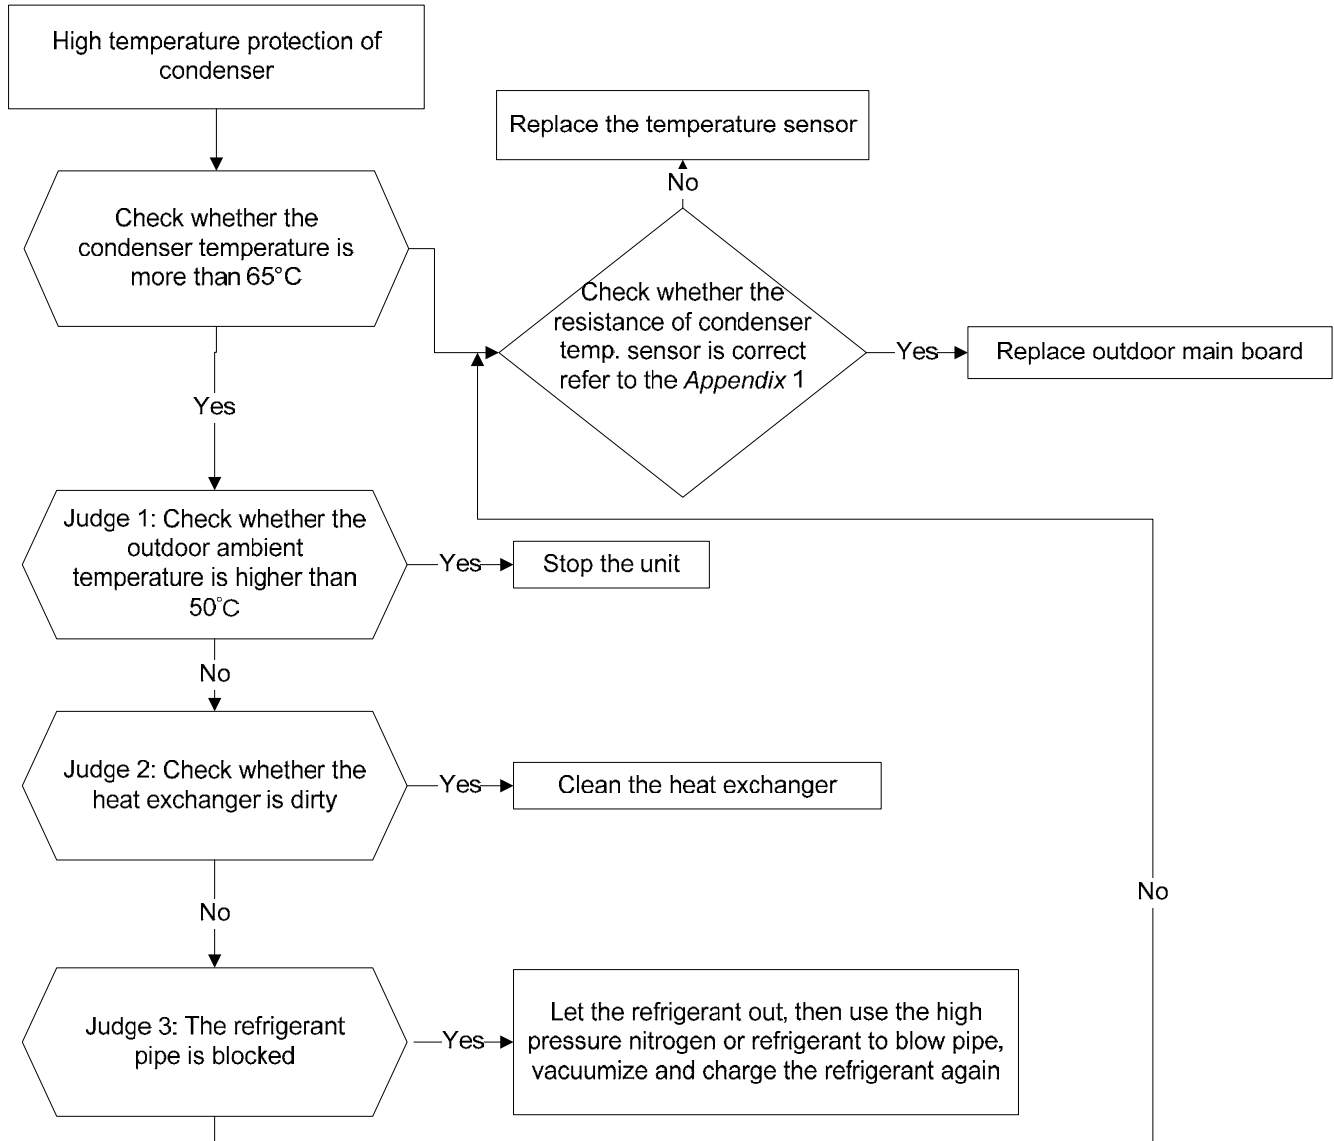 High temperature protection of
condenser
Replace the temperature sensor
No
Check whether the
condenser temperature is
more than 65°C
Check whether the
resistance of condenser
temp. sensor is correct
refer to the Appendix 1
Yes
Replace outdoor main board
Yes
Judge 1: Check whether the
outdoor ambient
temperature is higher than
50°C
Yes
Stop the unit
No
Judge 2: Check whether the
heat exchanger is dirty
Yes
Clean the heat exchanger
No
No
Judge 3: The refrigerant
pipe is blocked
Yes
Let the refrigerant out, then use the high
pressure nitrogen or refrigerant to blow pipe,
vacuumize and charge the refrigerant again